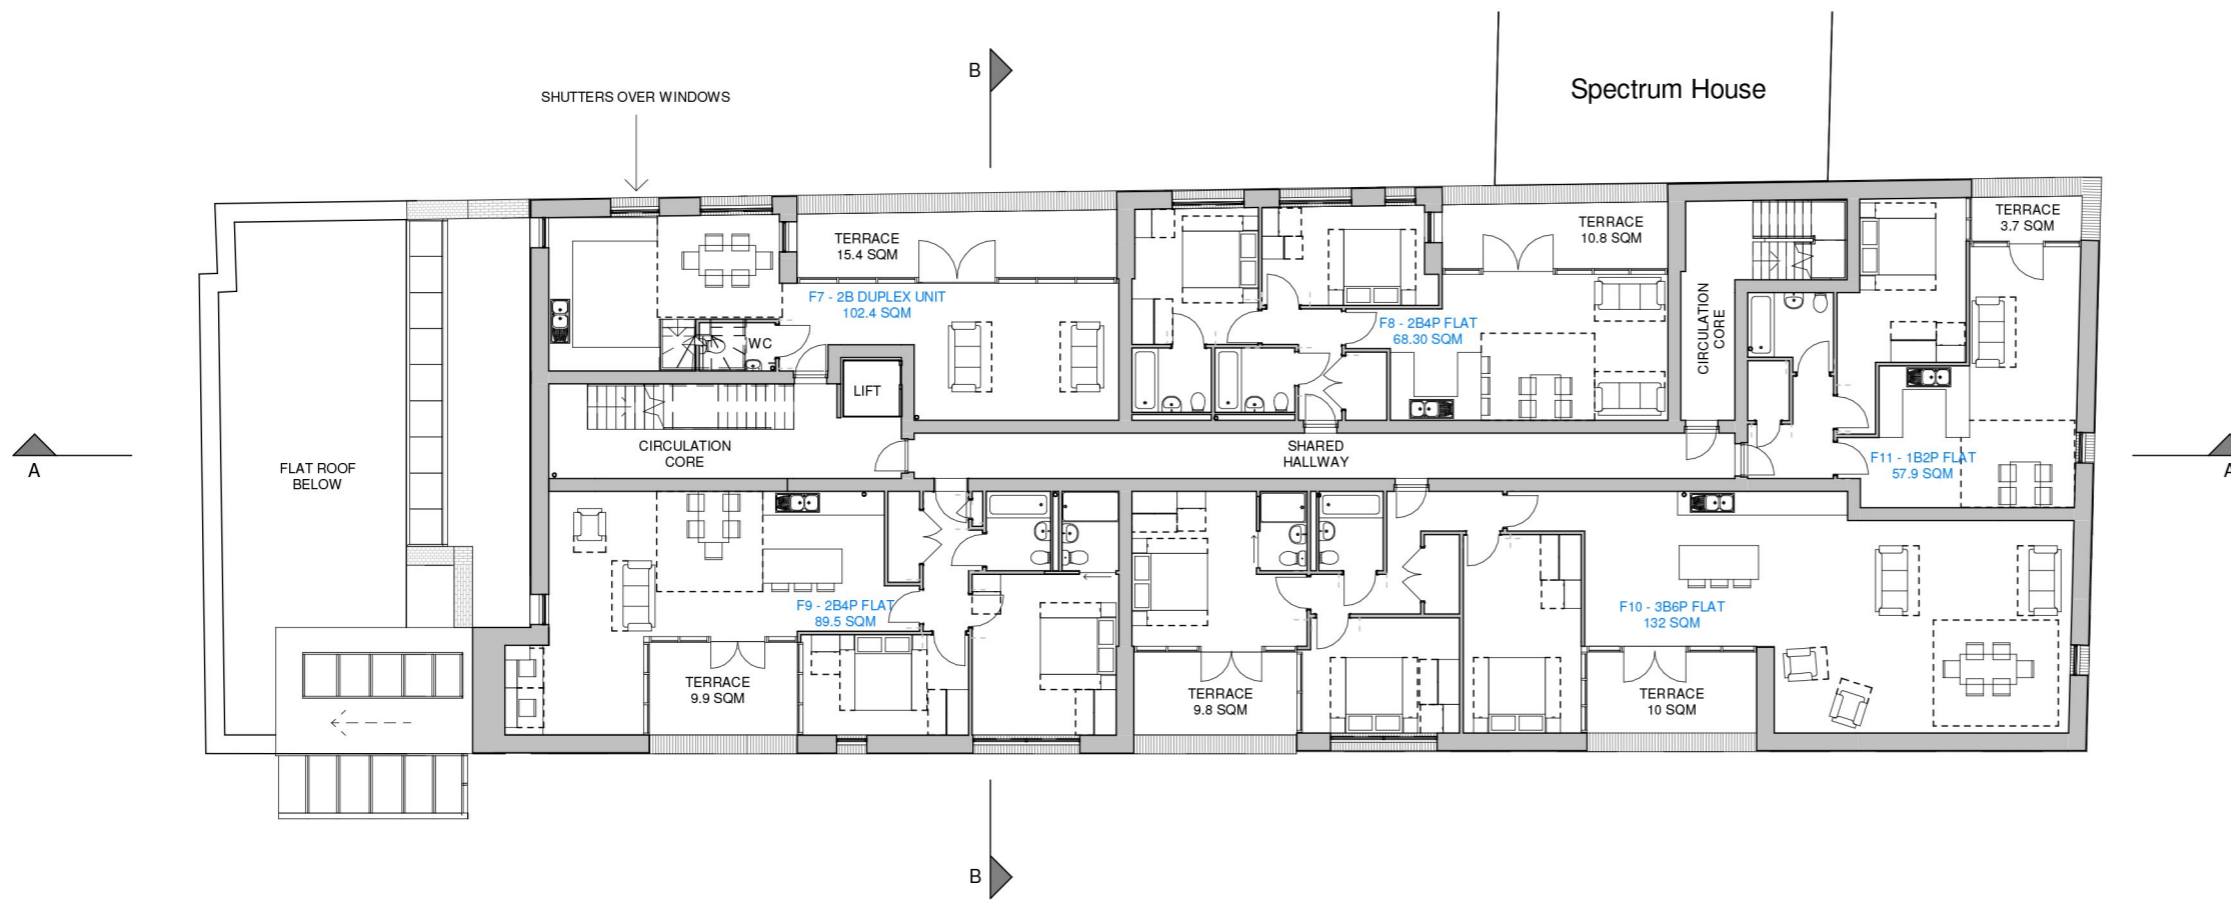 B
Spectrum House
SHUTTERS OVER WINDOWS
TERRACE
15.4 SQM
TERRACE
10.8 SQM
TERRACE
3.7 SQM
F7 - 2B DUPLEX UNIT
102.4 SQM
F8 - 2B4P FLAT
68.30 SQM
CIRCULATION
CORE
WC
LIFT
CIRCULATION
CORE
SHARED
HALLWAY
F11 - 1B2P FLAT
57.9 SQM
A
A
FLAT ROOF
BELOW
F9 - 2B4P FLAT
89.5 SQM
F10 - 3B6P FLAT
132 SQM
TERRACE
9.9 SQM
TERRACE
9.8 SQM
TERRACE
10 SQM
B